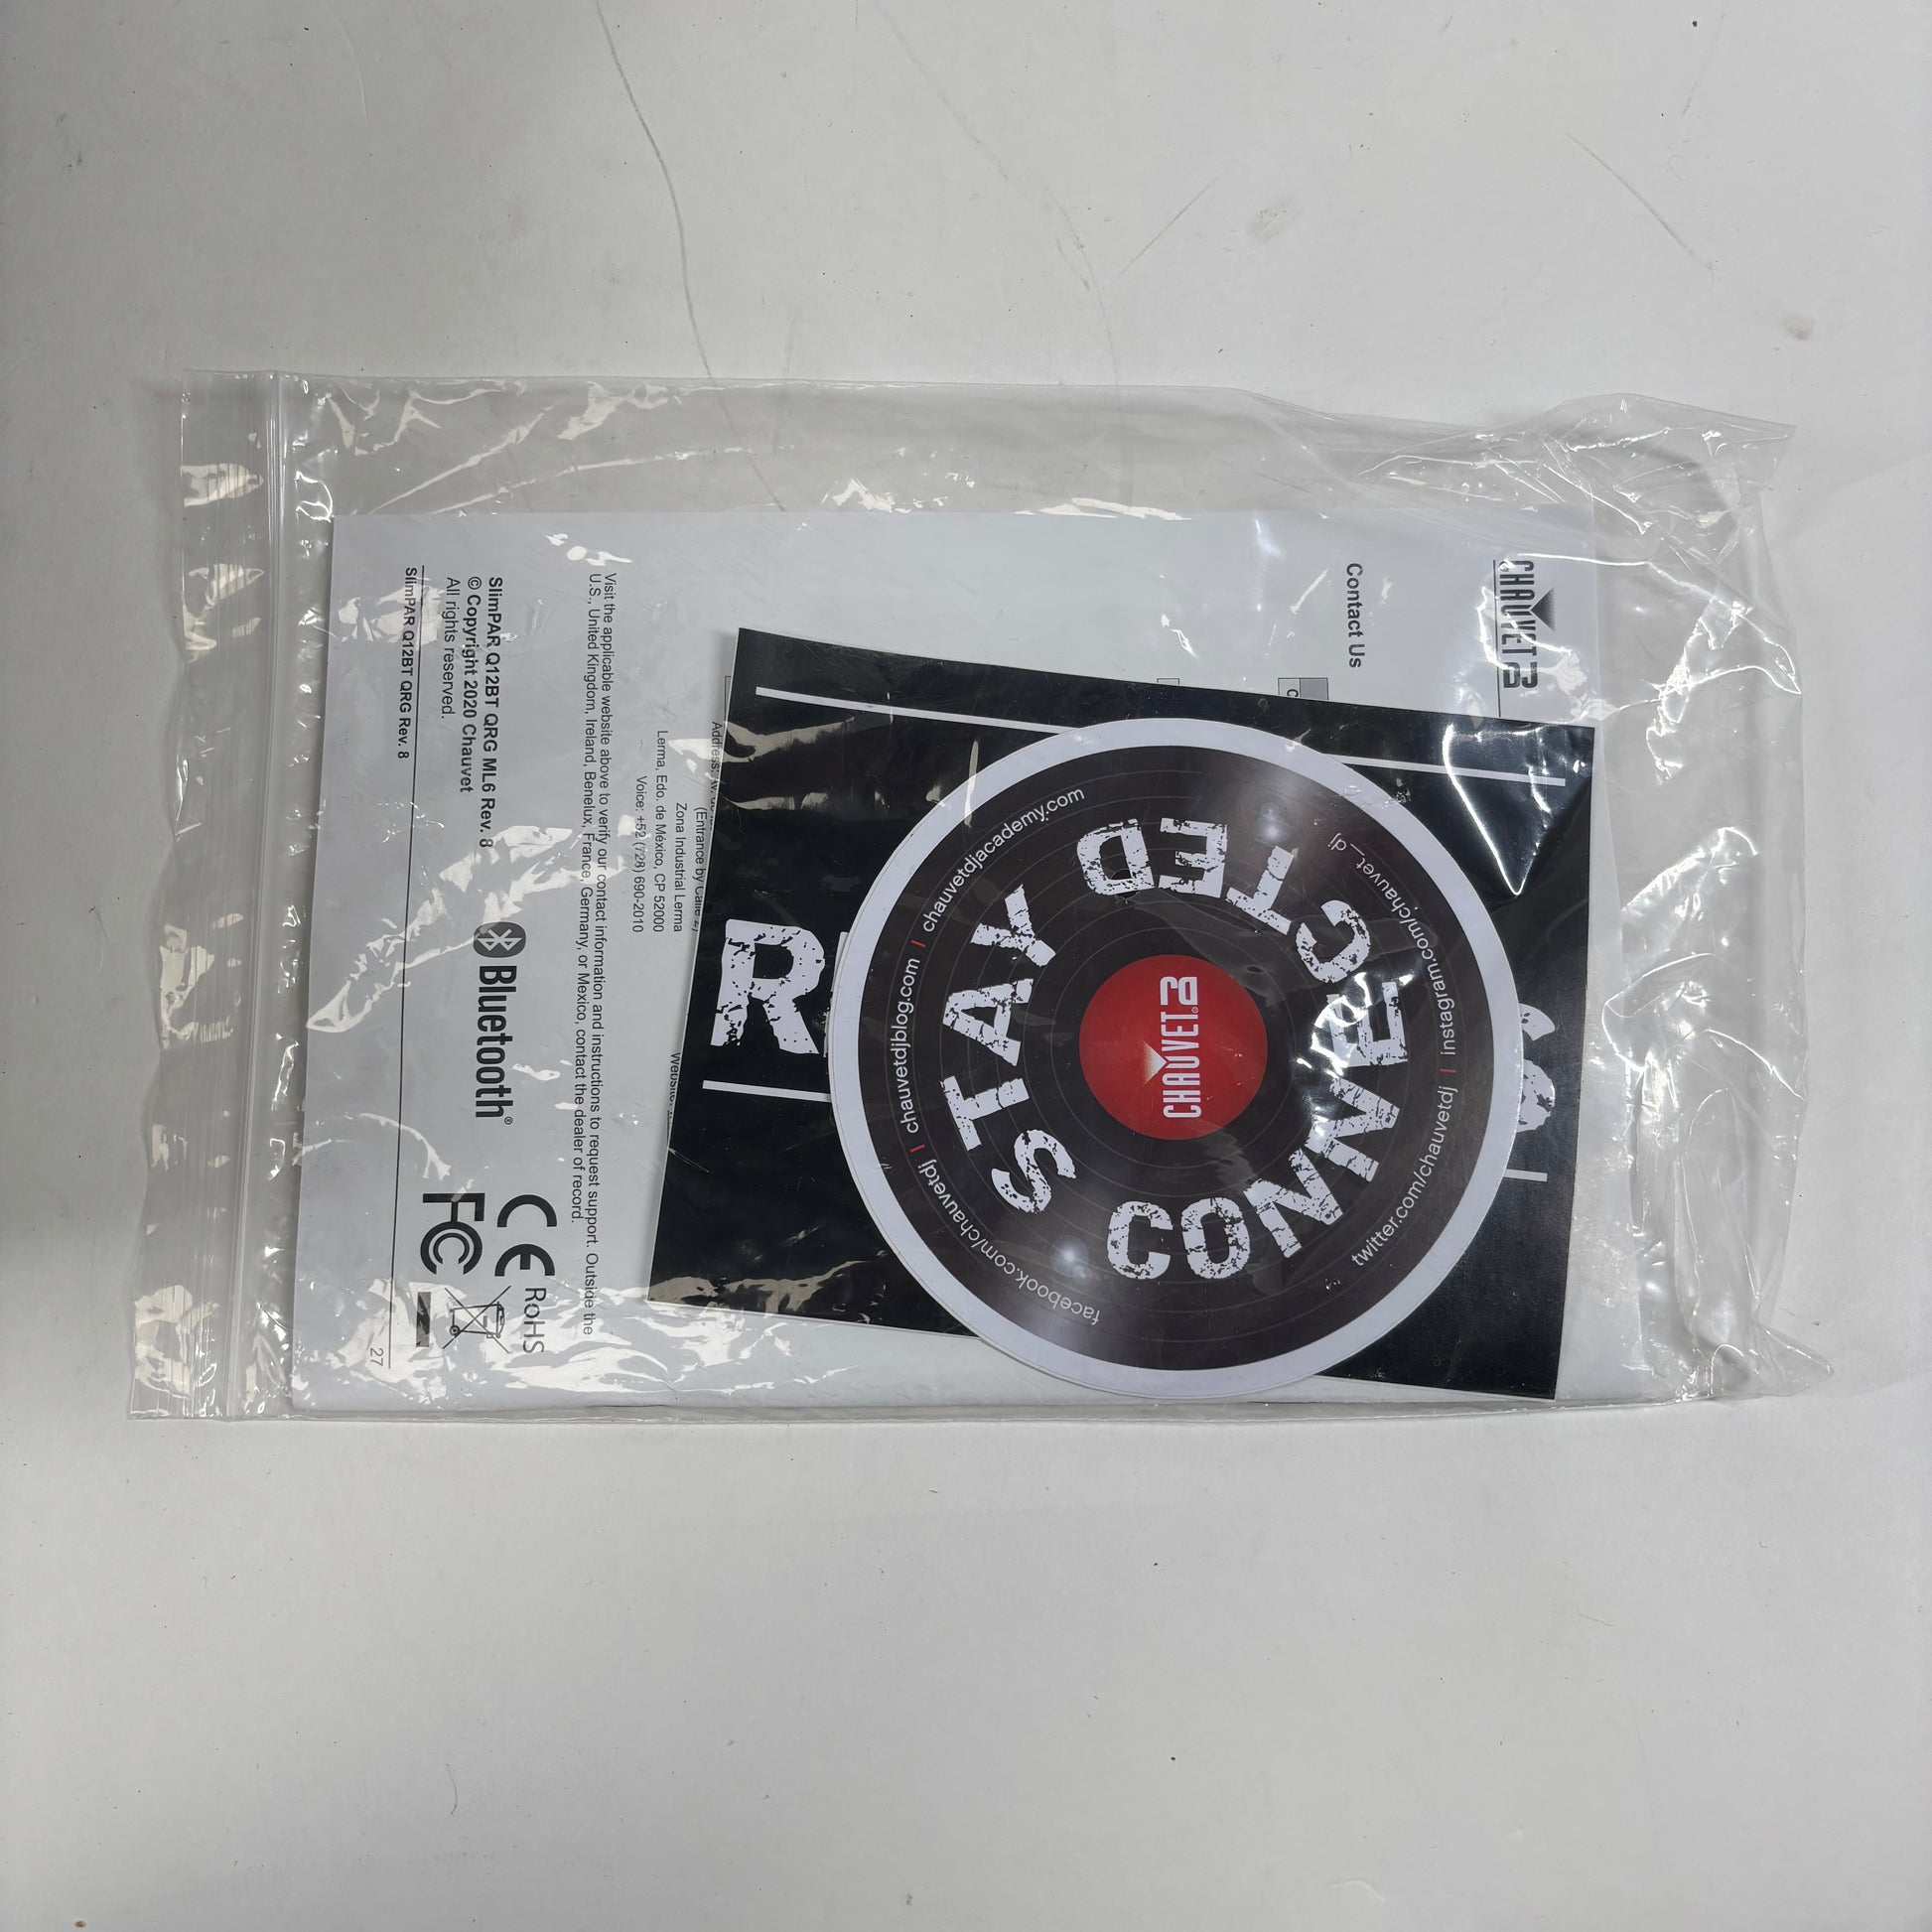 CHAUVET DJ
Contact Us
Lerma, Edo. de México, CP 52000
Zona Industrial Lerma
Voice: +52 (728) 690-2010
Visit the applicable website above to verify our contact information and instructions to request support. Outside the
U.S., United Kingdom, Ireland, Benelux, France, Germany, or Mexico, contact the dealer of record.
SlimPAR Q12BT QRG ML6 Rev. 8
© Copyright 2020 Chauvet
All rights reserved.
Bluetooth®
CE RoHS
FC
SlimPAR Q12BT QRG Rev. 8
27
R
STAY CONNECTED
CHAUVET® DJ
facebook.com/chauvetdj | chauvetdjblog.com | chauvetdjacademy.com
twitter.com/chauvetdj | instagram.com/chauvet_dj